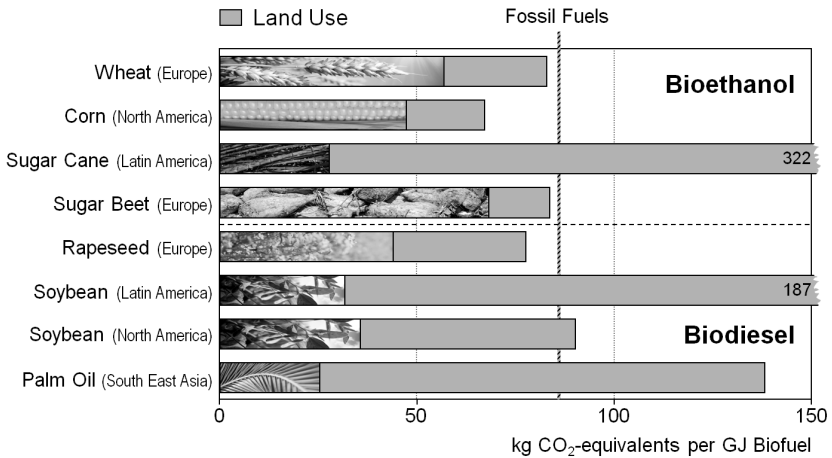 Land Use
Fossil Fuels
Bioethanol
Wheat (Europe)
Corn (North America)
Sugar Cane (Latin America)
322
Sugar Beet (Europe)
Rapeseed (Europe)
Soybean (Latin America)
187
Soybean (North America)
Biodiesel
Palm Oil (South East Asia)
0 50 100 150
kg CO₂-equivalents per GJ Biofuel